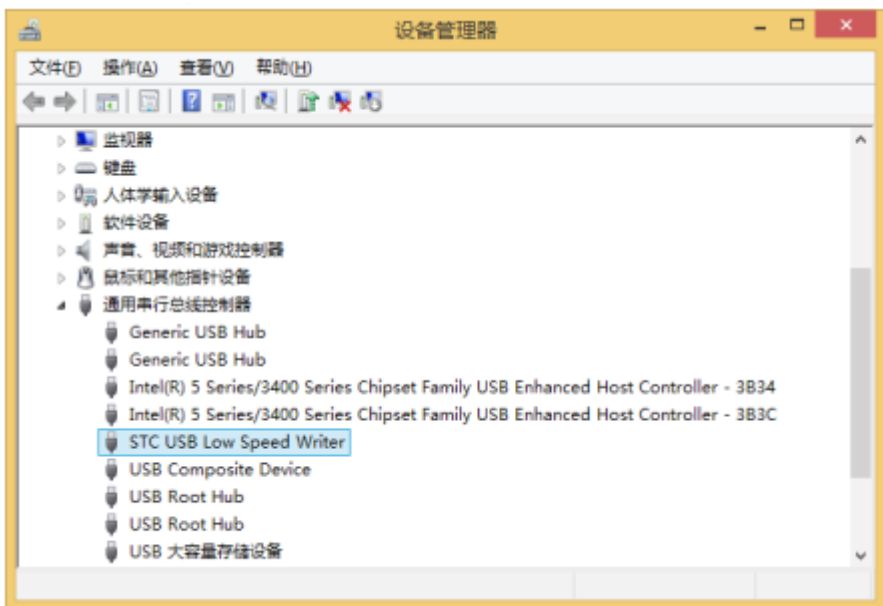 设备管理器
文件(F) 操作(A) 查看(V) 帮助(H)
监视器
键盘
人体学输入设备
软件设备
声音、视频和游戏控制器
鼠标和其他指针设备
通用串行总线控制器
Generic USB Hub
Generic USB Hub
Intel(R) 5 Series/3400 Series Chipset Family USB Enhanced Host Controller - 3B34
Intel(R) 5 Series/3400 Series Chipset Family USB Enhanced Host Controller - 3B3C
STC USB Low Speed Writer
USB Composite Device
USB Root Hub
USB Root Hub
USB 大容量存储设备